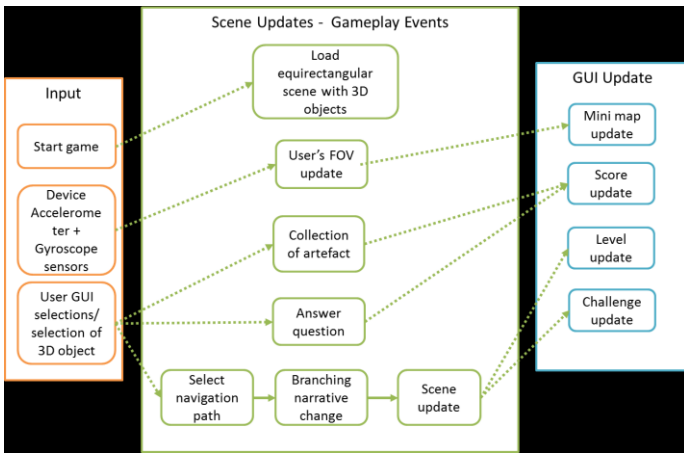 Scene Updates - Gameplay Events
Input
Start game
Device
Accelerome
ter +
Gyroscope
sensors
User GUI
selections/
selection of
3D object
Load
equirectangular
scene with 3D
objects
User's FOV
update
Collection
of artefact
Answer
question
Select
navigation
path
Branching
narrative
change
Scene
update
GUI Update
Mini map
update
Score
update
Level
update
Challenge
update